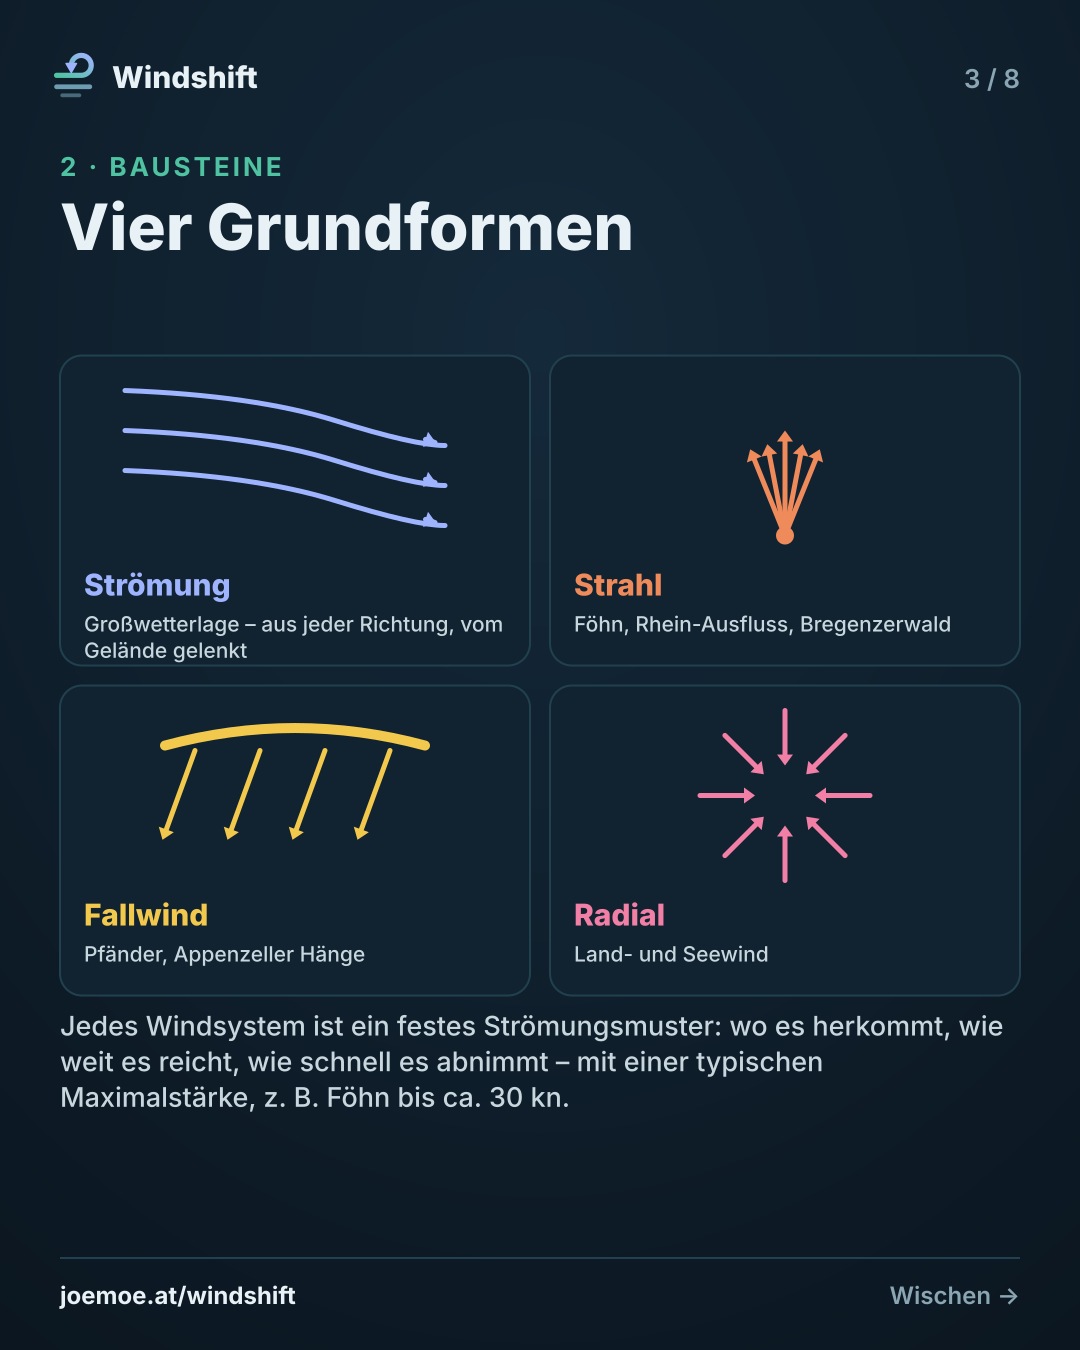 Windshift
3 / 8
2 · BAUSTEINE
Vier Grundformen
Strömung
Großwetterlage – aus jeder Richtung, vom
Gelände gelenkt
Strahl
Föhn, Rhein-Ausfluss, Bregenzerwald
Fallwind
Pfänder, Appenzeller Hänge
Radial
Land- und Seewind
Jedes Windsystem ist ein festes Strömungsmuster: wo es herkommt, wie
weit es reicht, wie schnell es abnimmt – mit einer typischen
Maximalstärke, z. B. Föhn bis ca. 30 kn.
joemoe.at/windshift
Wischen →